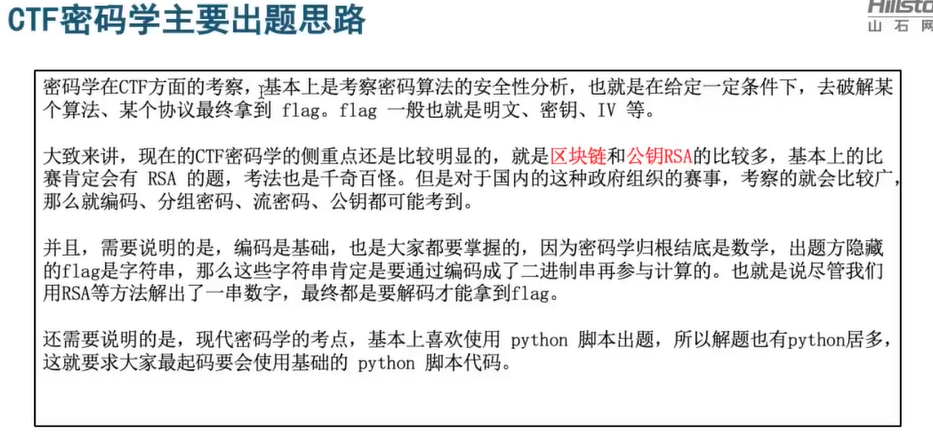 CTF密码学主要出题思路
Hillsto
山石网
密码学在CTF方面的考察，基本上是考察密码算法的安全性分析，也就是在给定一定条件下，去破解某
个算法、某个协议最终拿到 flag。flag 一般也就是明文、密钥、IV 等。
大致来讲，现在的CTF密码学的侧重点还是比较明显的，就是区块链和公钥RSA的比较多，基本上的比
赛肯定会有 RSA 的题，考法也是千奇百怪。但是对于国内的这种政府组织的赛事，考察的就会比较广，
那么就编码、分组密码、流密码、公钥都可能考到。
并且，需要说明的是，编码是基础，也是大家都要掌握的，因为密码学归根结底是数学，出题方隐藏
的flag是字符串，那么这些字符串肯定是要通过编码成了二进制串再参与计算的。也就是说尽管我们
用RSA等方法解出了一串数字，最终都是要解码才能拿到flag。
还需要说明的是，现代密码学的考点，基本上喜欢使用 python 脚本出题，所以解题也有python居多，
这就要求大家最起码要会使用基础的 python 脚本代码。